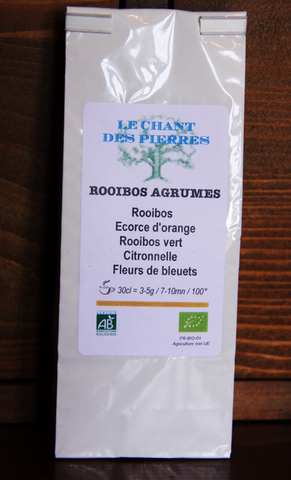 LE CHANT
DES PIERRES
ROOIBOS AGRUMES
Rooibos
Ecorce d'orange
Rooibos vert
Citronnelle
Fleurs de bleuets
30cl = 3-5g / 7-10mn / 100°
AB
FR-BIO-01
Agriculture non UE